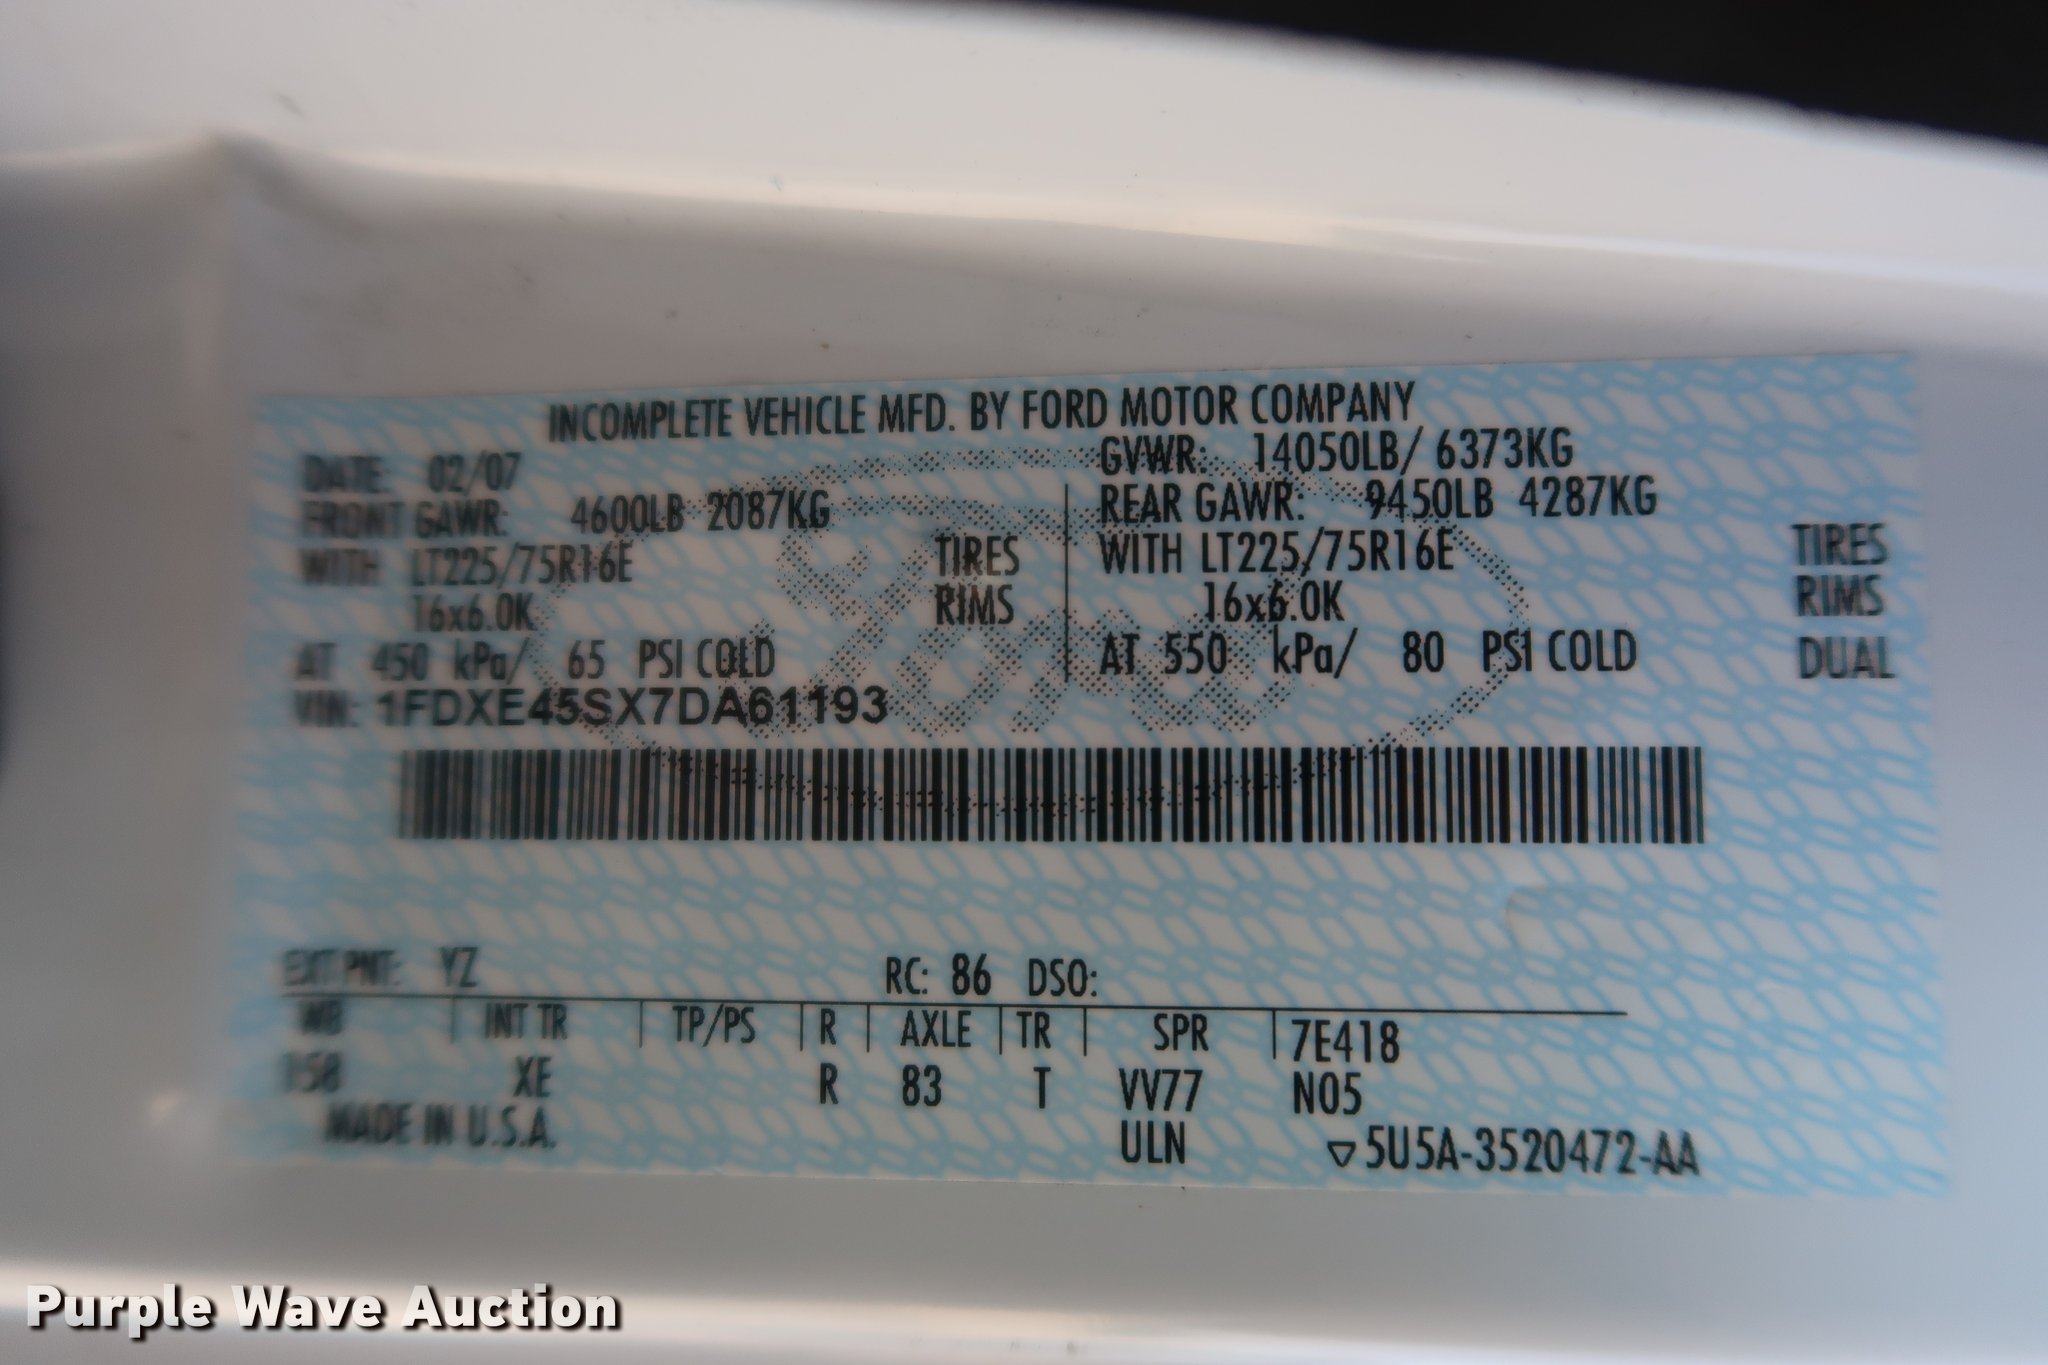 INCOMPLETE VEHICLE MFD. BY FORD MOTOR COMPANY
DATE: 02/07 GVWR: 14050LB/ 6373KG
FRONT GAWR: 4600LB 2087KG REAR GAWR: 9450LB 4287KG
WITH LT225/75R16E TIRES WITH LT225/75R16E TIRES
16x6.0K RIMS 16x6.0K RIMS
AT 450 kPa/ 65 PSI COLD AT 550 kPa/ 80 PSI COLD DUAL
VIN: 1FDXE45SX7DA61193
Ford
EXT PNT: YZ RC: 86 DSO:
WB INT TR TP/PS R AXLE TR SPR 7E418
158 XE R 83 T VV77 N05
MADE IN U.S.A. ULN ▽5U5A-3520472-AA
Purple Wave Auction